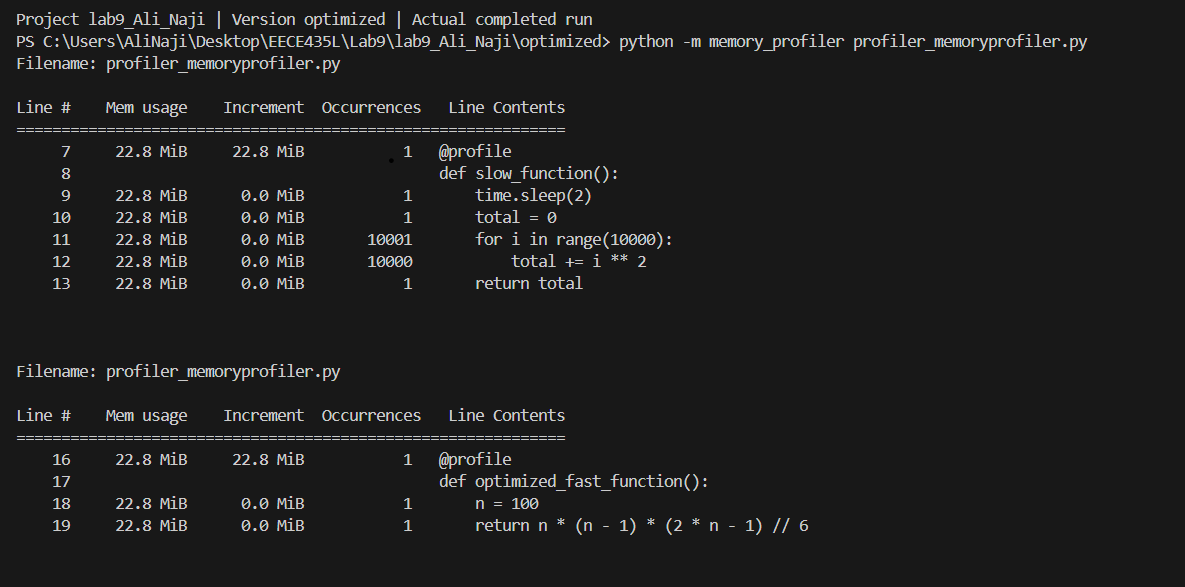 Project lab9_Ali_Naji | Version optimized | Actual completed run
PS C:\Users\AliNaji\Desktop\EECE435L\Lab9\lab9_Ali_Naji\optimized> python -m memory_profiler profiler_memoryprofiler.py
Filename: profiler_memoryprofiler.py

Line #    Mem usage    Increment  Occurrences   Line Contents
=============================================================
     7     22.8 MiB     22.8 MiB           1   @profile
     8                                         def slow_function():
     9     22.8 MiB      0.0 MiB           1       time.sleep(2)
    10     22.8 MiB      0.0 MiB           1       total = 0
    11     22.8 MiB      0.0 MiB       10001       for i in range(10000):
    12     22.8 MiB      0.0 MiB       10000           total += i ** 2
    13     22.8 MiB      0.0 MiB           1       return total

Filename: profiler_memoryprofiler.py

Line #    Mem usage    Increment  Occurrences   Line Contents
=============================================================
    16     22.8 MiB     22.8 MiB           1   @profile
    17                                         def optimized_fast_function():
    18     22.8 MiB      0.0 MiB           1       n = 100
    19     22.8 MiB      0.0 MiB           1       return n * (n - 1) * (2 * n - 1) // 6